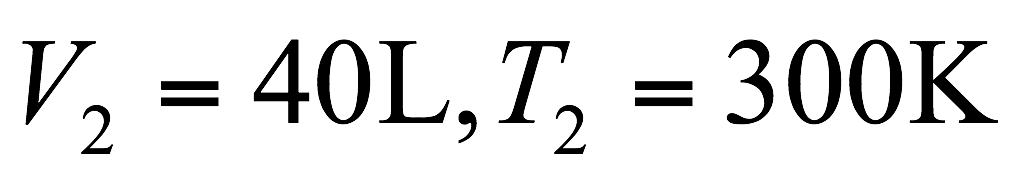 V₂ = 40L, T₂ = 300K